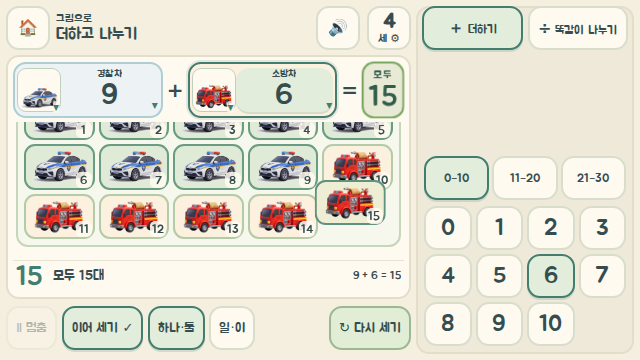 그림으로
더하고 나누기
4
세
+ 더하기
÷ 똑같이 나누기
경찰차
9
+
소방차
6
=
모두
15
1 2 3 4 5
6 7 8 9 10
11 12 13 14 15
15 모두 15대
9 + 6 = 15
멈춤
이어 세기 ✓
하나·둘
일·이
다시 세기
0-10
11-20
21-30
0 1 2 3
4 5 6 7
8 9 10